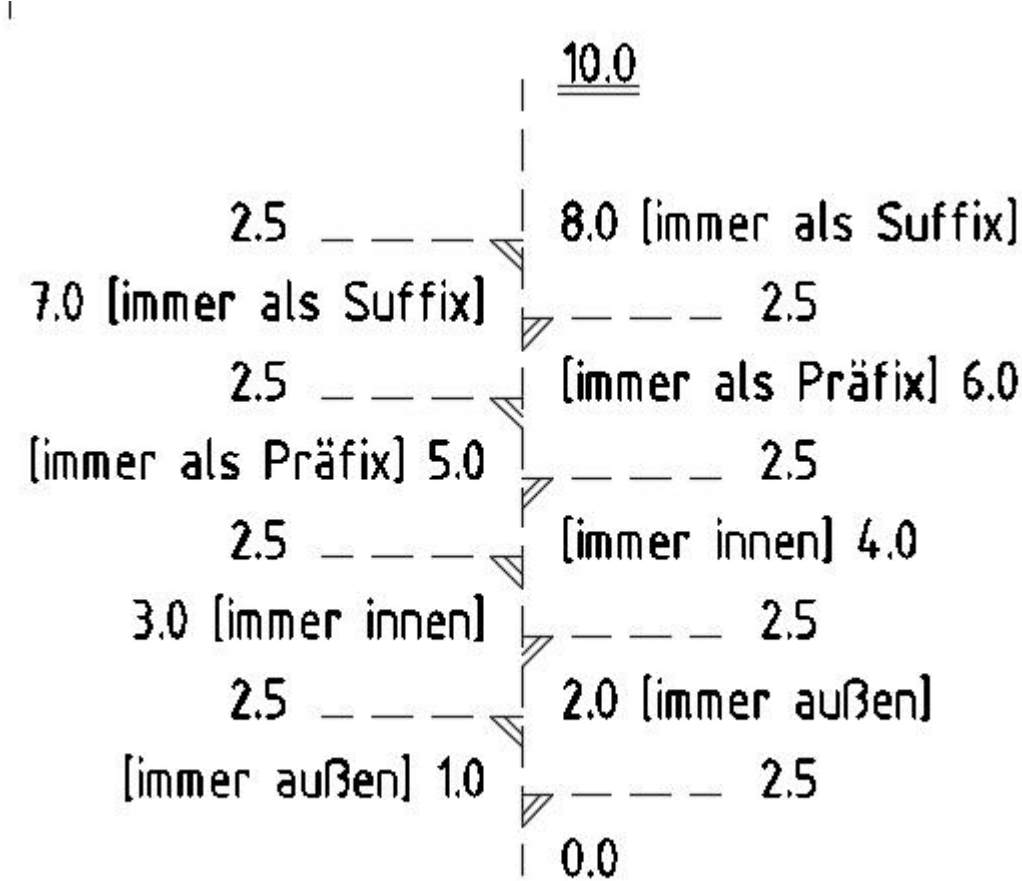 10.0
2.5 8.0 [immer als Suffix]
7.0 [immer als Suffix] 2.5
2.5 [immer als Präfix] 6.0
[immer als Präfix] 5.0 2.5
2.5 [immer innen] 4.0
3.0 [immer innen] 2.5
2.5 2.0 [immer außen]
[immer außen] 1.0 2.5
0.0